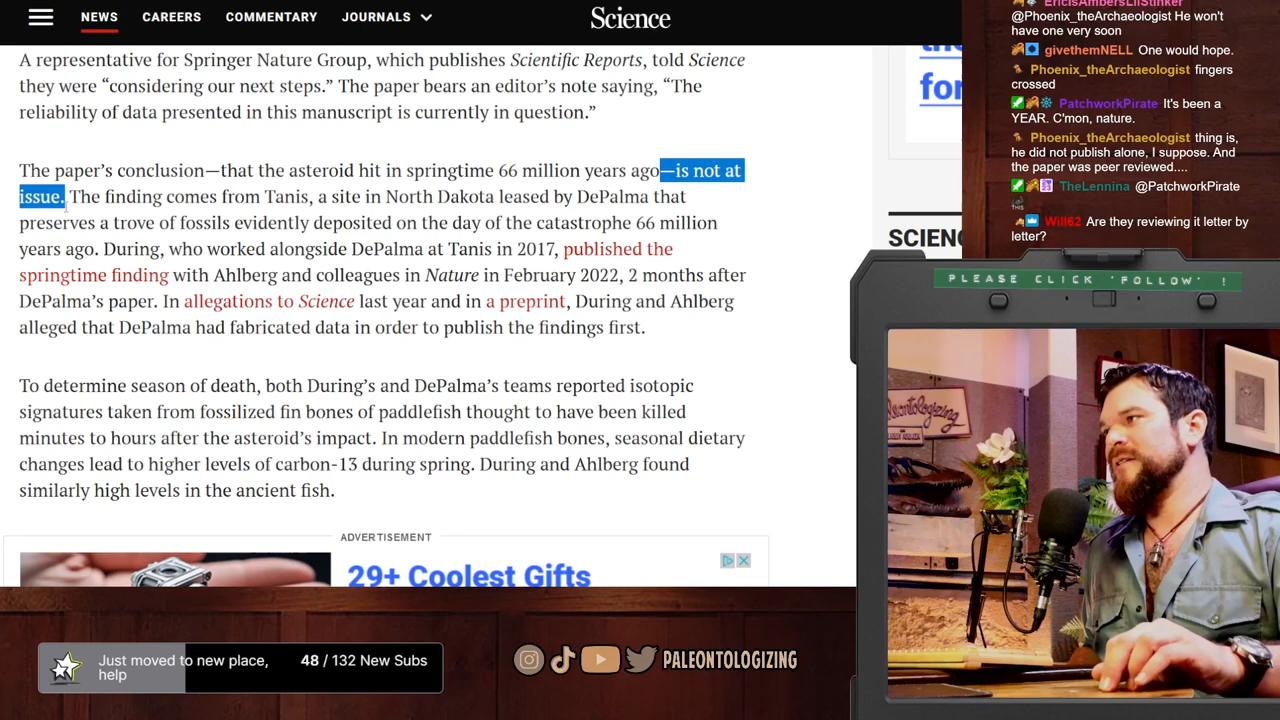 NEWS
CAREERS
COMMENTARY
JOURNALS
Science
A representative for Springer Nature Group, which publishes Scientific Reports, told Science
they were “considering our next steps.” The paper bears an editor’s note saying, “The
reliability of data presented in this manuscript is currently in question.”
The paper’s conclusion—that the asteroid hit in springtime 66 million years ago—is not at
issue. The finding comes from Tanis, a site in North Dakota leased by DePalma that
preserves a trove of fossils evidently deposited on the day of the catastrophe 66 million
years ago. During, who worked alongside DePalma at Tanis in 2017, published the
springtime finding with Ahlberg and colleagues in Nature in February 2022, 2 months after
DePalma’s paper. In allegations to Science last year and in a preprint, During and Ahlberg
alleged that DePalma had fabricated data in order to publish the findings first.
To determine season of death, both During’s and DePalma’s teams reported isotopic
signatures taken from fossilized fin bones of paddlefish thought to have been killed
minutes to hours after the asteroid’s impact. In modern paddlefish bones, seasonal dietary
changes lead to higher levels of carbon-13 during spring. During and Ahlberg found
similarly high levels in the ancient fish.
ADVERTISEMENT
29+ Coolest Gifts
for
SCIENC
EricIsAmbersLilStinker
@Phoenix_theArchaeologist He won't
have one very soon
givethemNELL One would hope.
Phoenix_theArchaeologist fingers
crossed
PatchworkPirate It's been a
YEAR. C'mon, nature.
Phoenix_theArchaeologist thing is,
he did not publish alone, I suppose. And
the paper was peer reviewed....
TheLennina @PatchworkPirate
THIS
Will62 Are they reviewing it letter by
letter?
PLEASE CLICK 'FOLLOW' !
Just moved to new place,
help
48 / 132 New Subs
PALEONTOLOGIZING